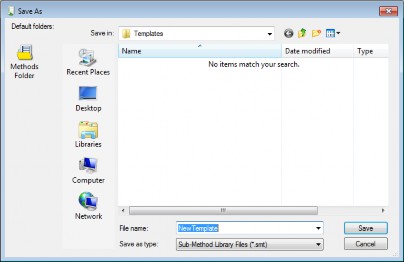 Save As
Default folders:
Methods Folder
Save in: Templates
Recent Places
Desktop
Libraries
Computer
Network
Name Date modified Type
No items match your search.
File name: NewTemplate Save
Save as type: Sub-Method Library Files (*.smt) Cancel